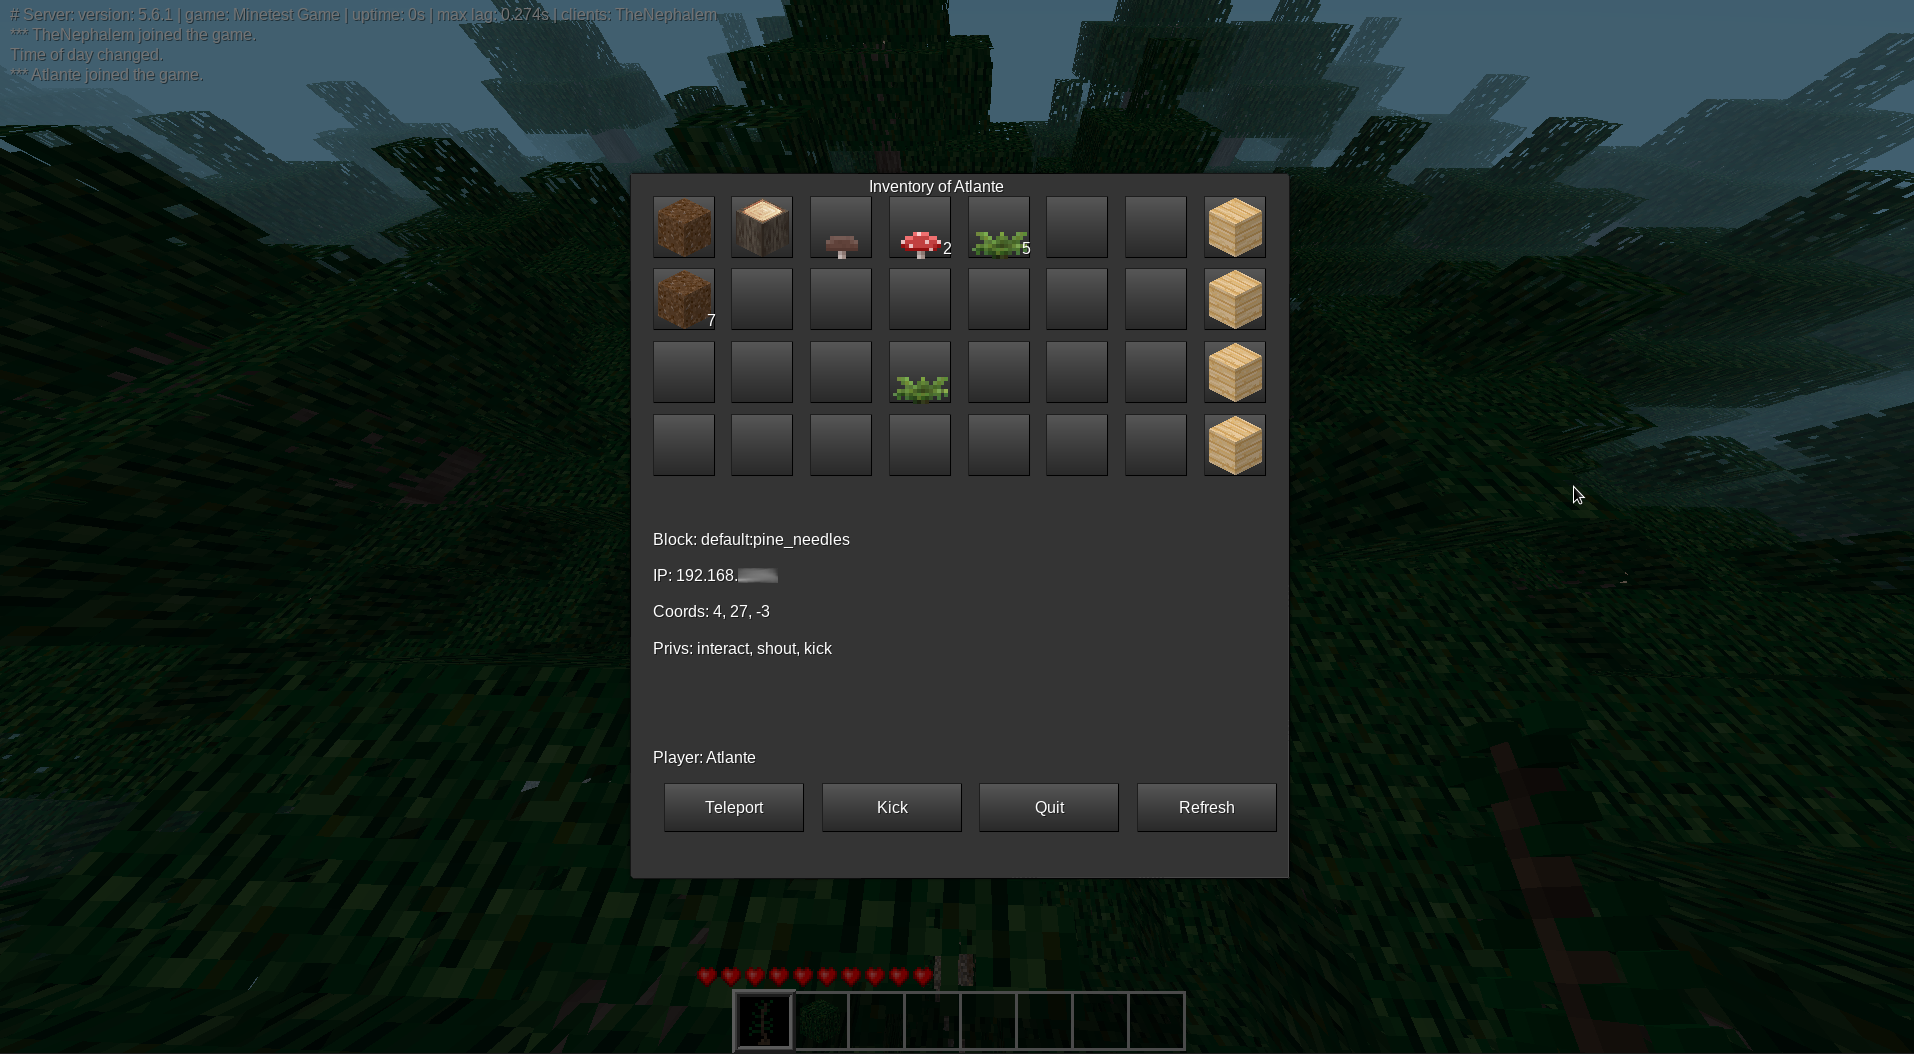 # Server: version: 5.6.1 | game: Minetest Game | uptime: 0s | max lag: 0.274s | clients: TheNephalem
*** TheNephalem joined the game.
Time of day changed.
*** Atlante joined the game.
Inventory of Atlante
2
5
7
Block: default:pine_needles
IP: 192.168.
Coords: 4, 27, -3
Privs: interact, shout, kick
Player: Atlante
Teleport
Kick
Quit
Refresh